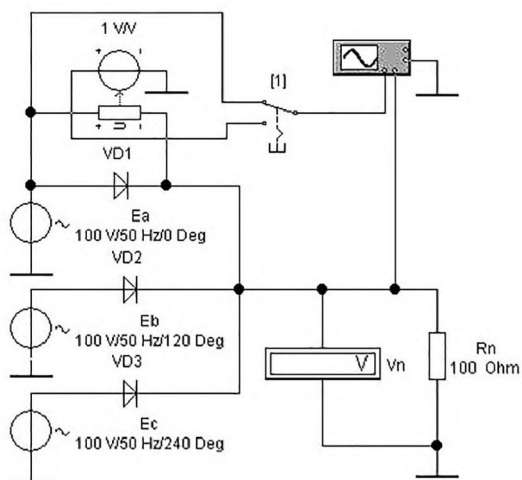 1 V/V
[1]
U
VD1
Ea
100 V/50 Hz/0 Deg
VD2
Eb
100 V/50 Hz/120 Deg
VD3
Ec
100 V/50 Hz/240 Deg
V
Vn
Rn
100 Ohm